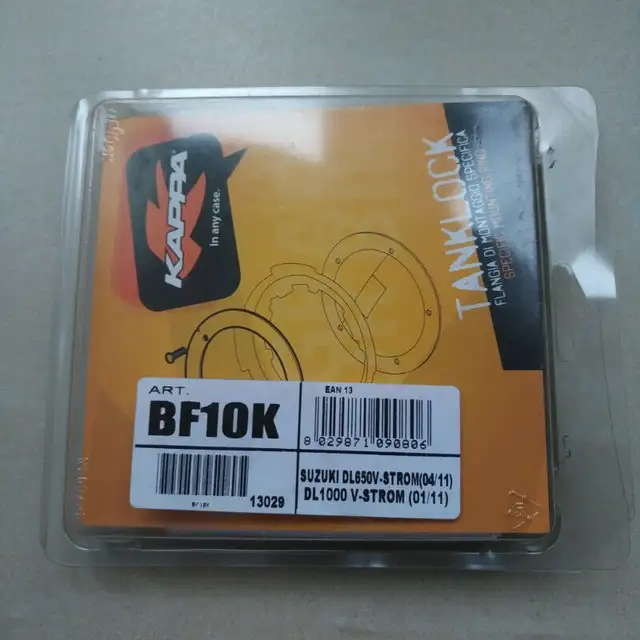 KAPPA
In any case.
TANKLOCK
FLANGIA DI MONTAGGIO SPECIFICA
SPECIFIC
ART.
BF10K
EAN 13
8 029871 090806
13029
SUZUKI DL650V-STROM(04/11)
DL1000 V-STROM (01/11)